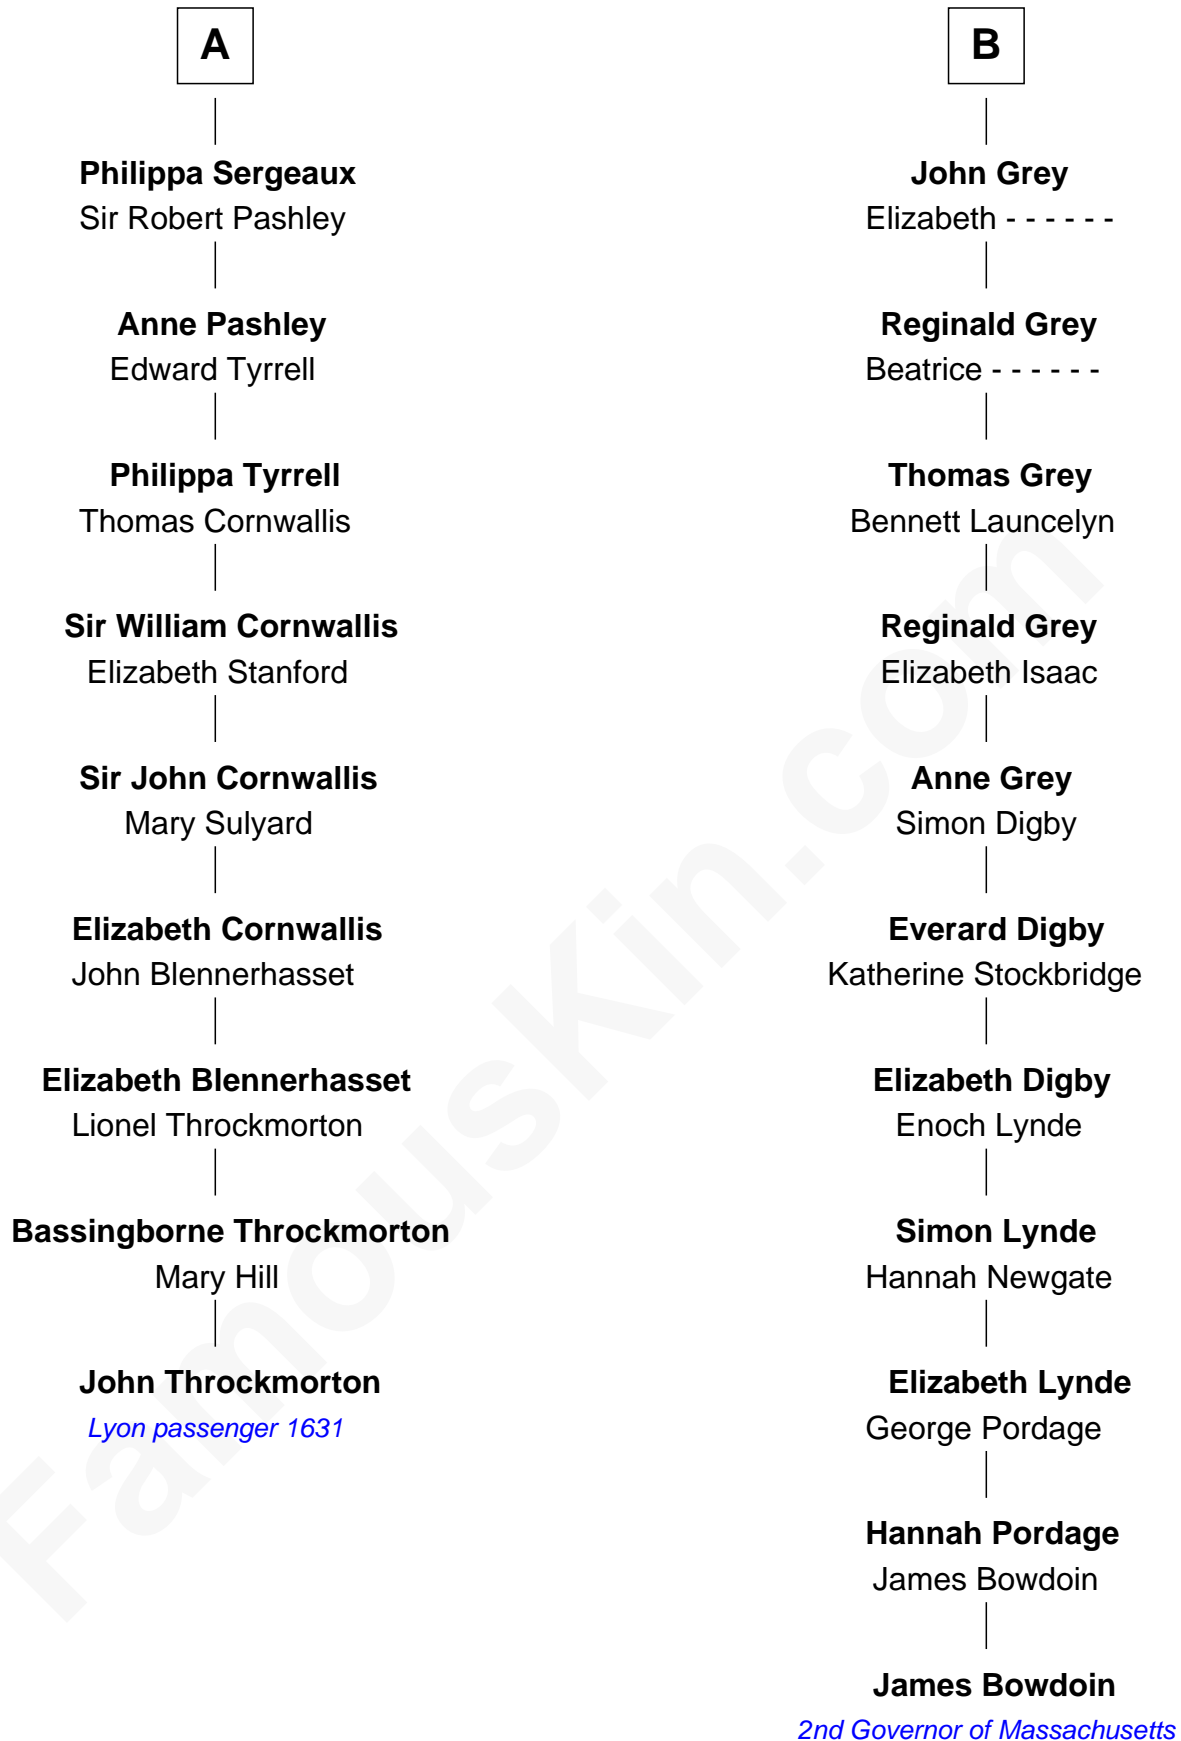 A
Philippa Sergeaux
Sir Robert Pashley
Anne Pashley
Edward Tyrrell
Philippa Tyrrell
Thomas Cornwallis
Sir William Cornwallis
Elizabeth Stanford
Sir John Cornwallis
Mary Sulyard
Elizabeth Cornwallis
John Blennerhasset
Elizabeth Blennerhasset
Lionel Throckmorton
Bassingborne Throckmorton
Mary Hill
John Throckmorton
Lyon passenger 1631
B
John Grey
Elizabeth - - - - - -
Reginald Grey
Beatrice - - - - - -
Thomas Grey
Bennett Launcelyn
Reginald Grey
Elizabeth Isaac
Anne Grey
Simon Digby
Everard Digby
Katherine Stockbridge
Elizabeth Digby
Enoch Lynde
Simon Lynde
Hannah Newgate
Elizabeth Lynde
George Pordage
Hannah Pordage
James Bowdoin
James Bowdoin
2nd Governor of Massachusetts
FamousKin.com